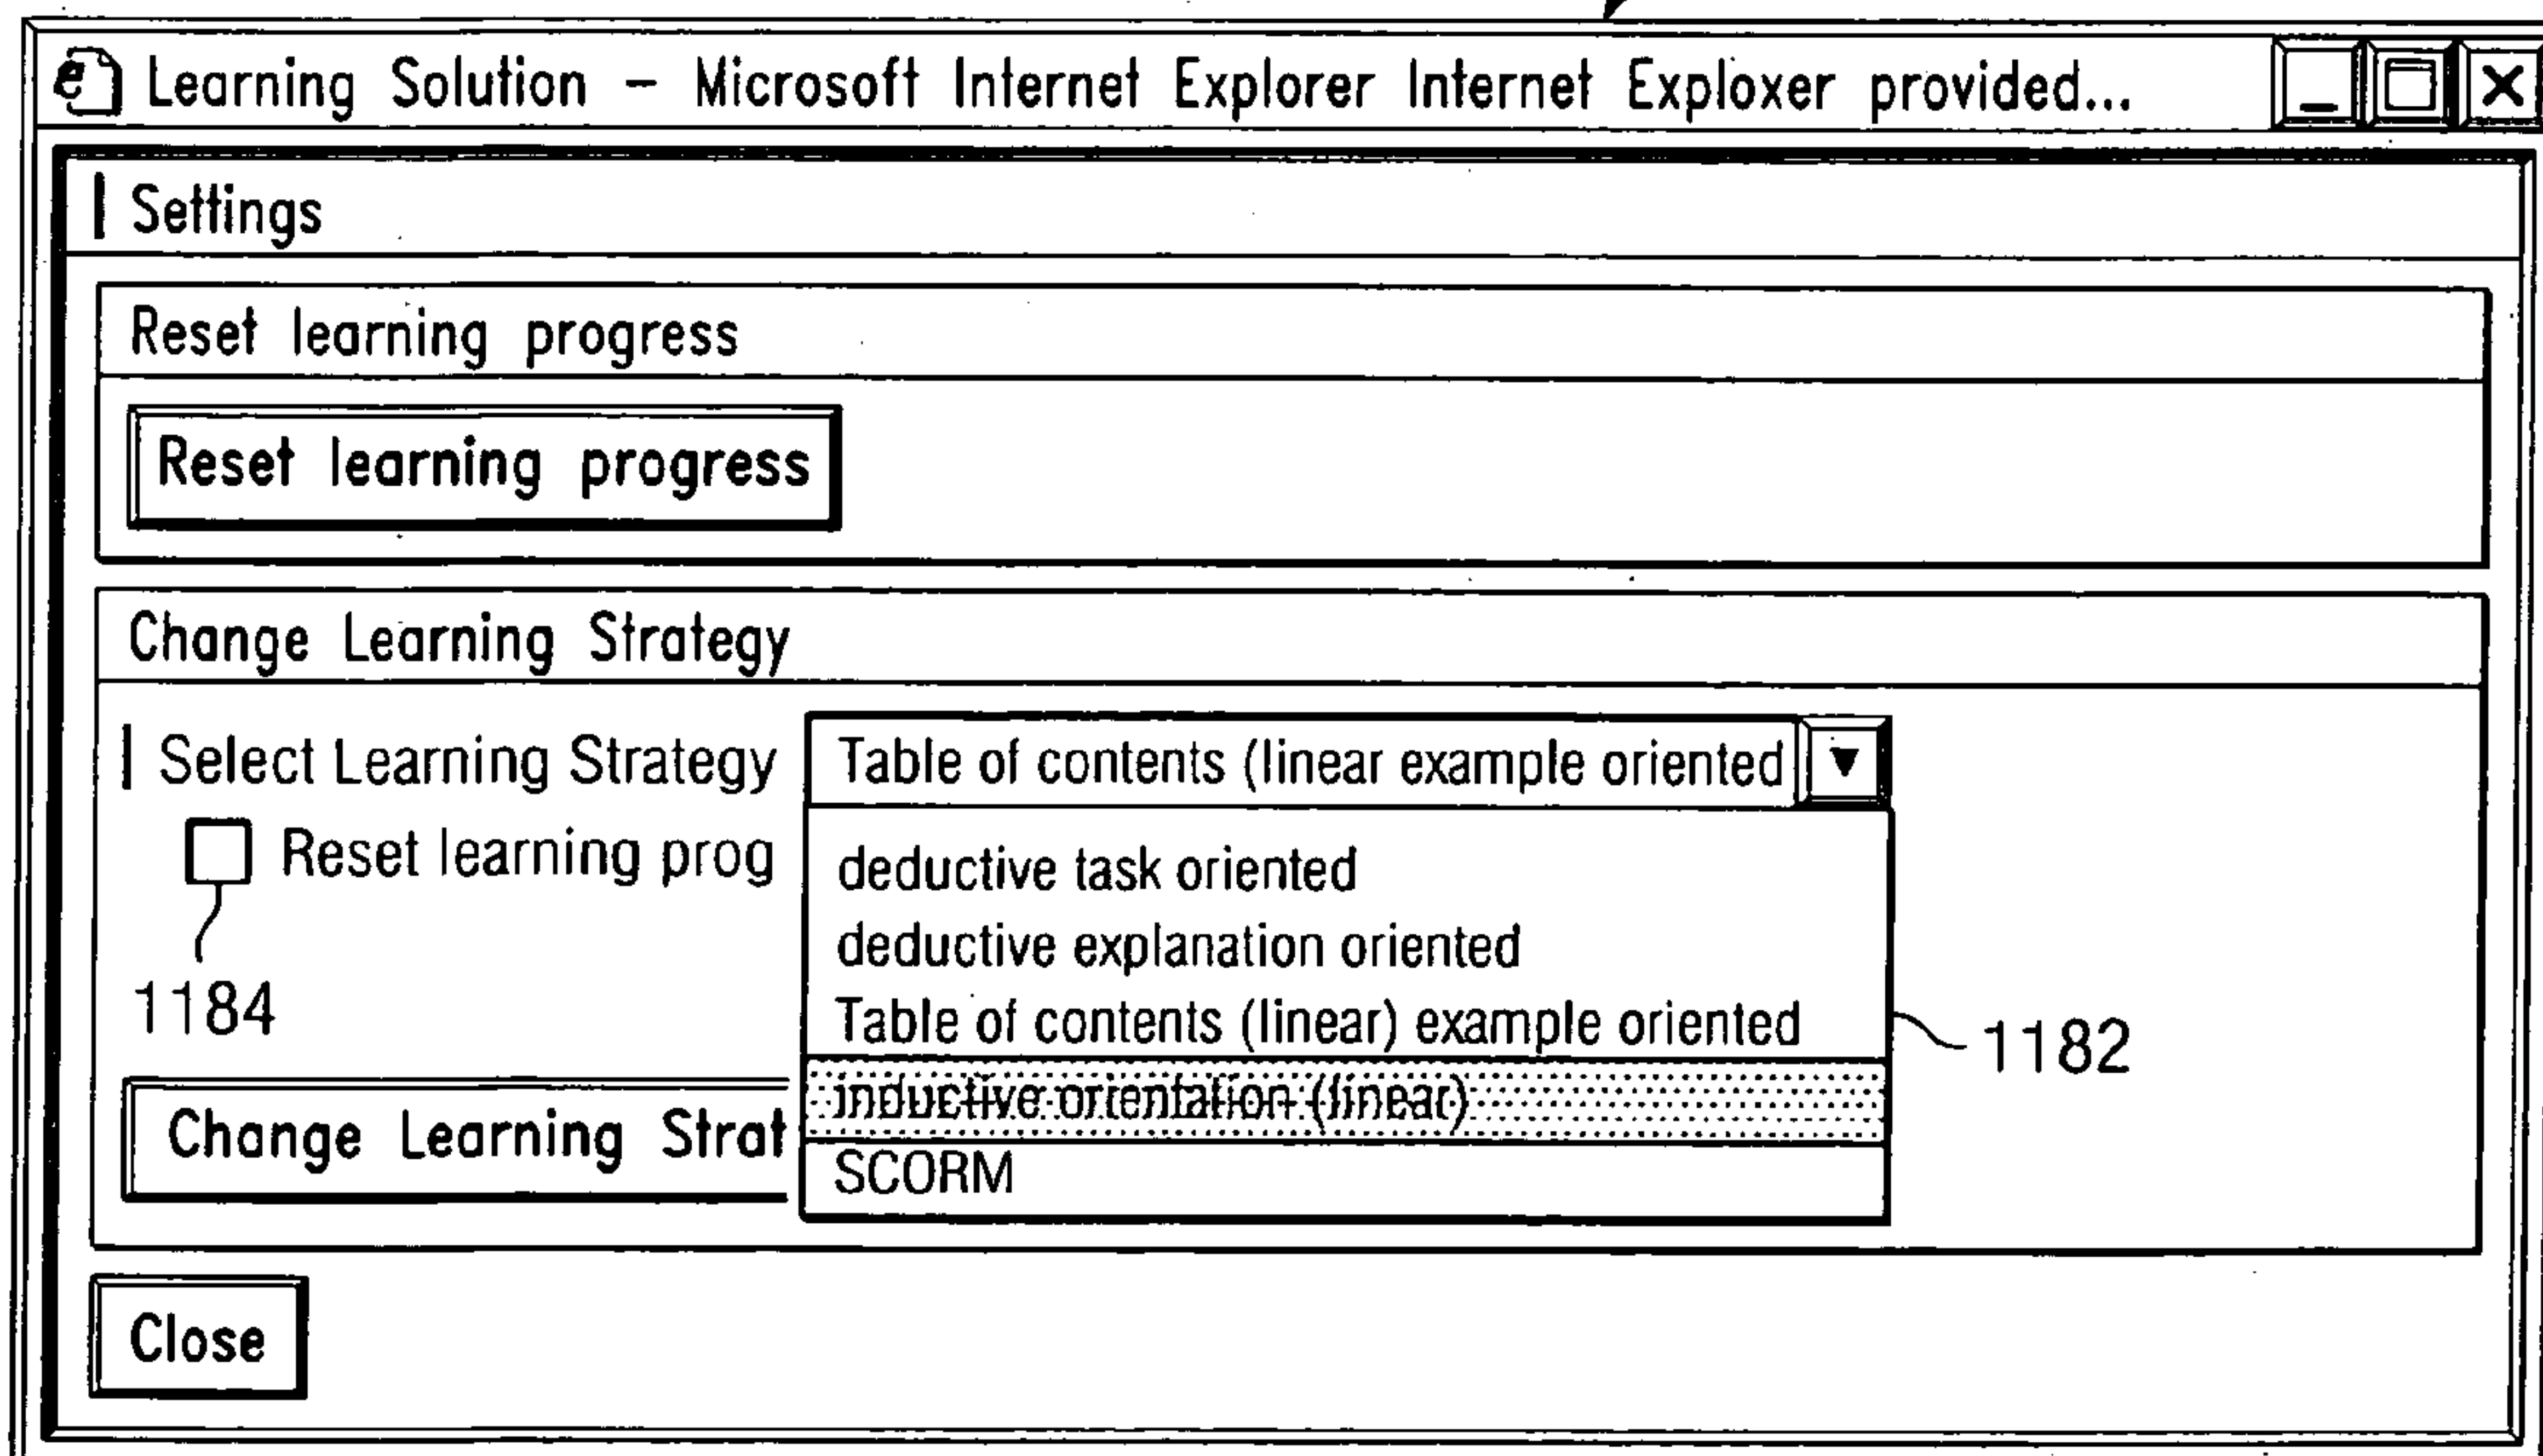 Learning Solution – Microsoft Internet Explorer Internet Exploxer provided...
Settings
Reset learning progress
Reset learning progress
Change Learning Strategy
Select Learning Strategy Table of contents (linear example oriented
Reset learning prog
deductive task oriented
deductive explanation oriented
1184
Table of contents (linear) example oriented
1182
inductive orientation (linear)
Change Learning Strat
SCORM
Close